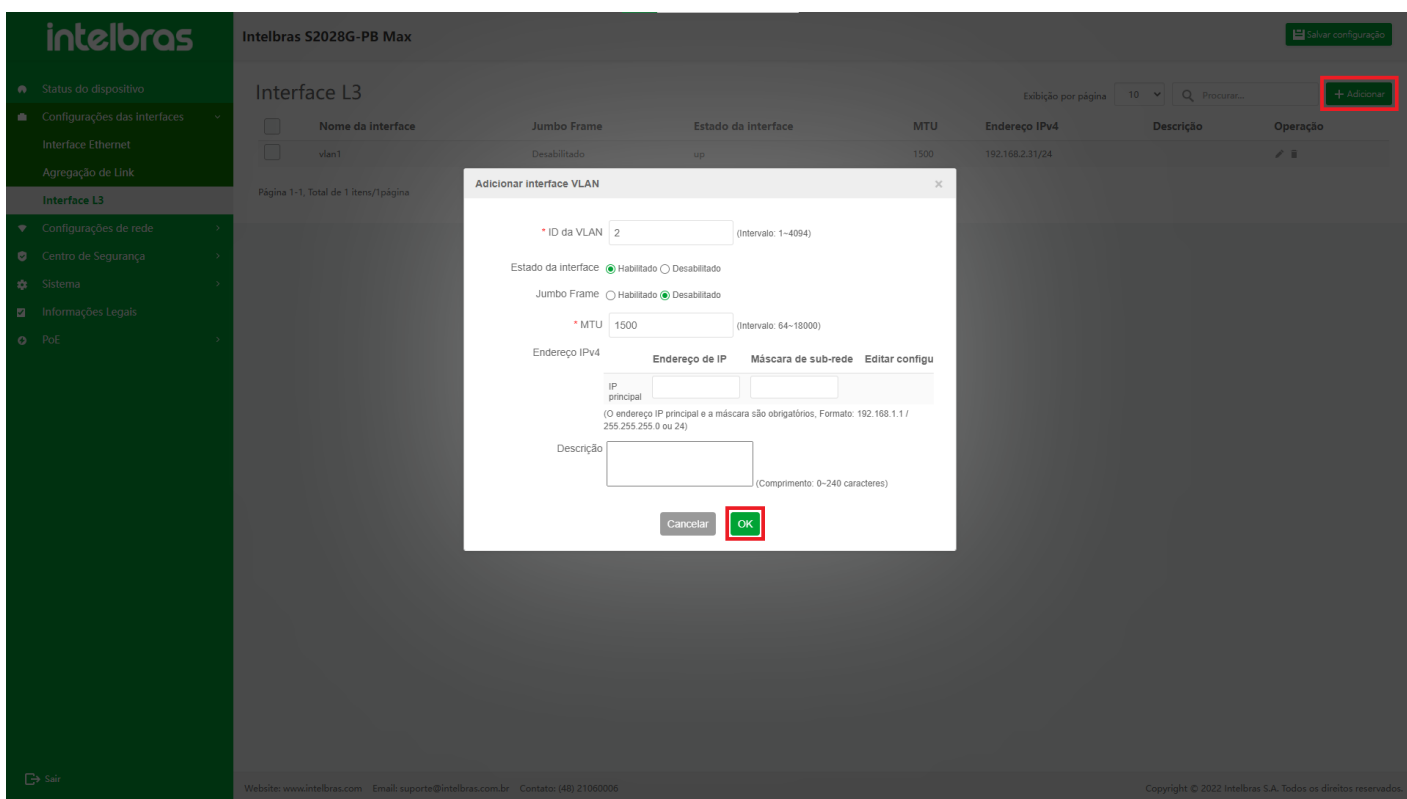 intelbras
Intelbras S2028G-PB Max
Salvar configuração
Status do dispositivo
Configurações das interfaces
Interface Ethernet
Agregação de Link
Interface L3
Configurações de rede
Centro de Segurança
Sistema
Informações Legais
PoE
Sair
Interface L3
Exibição por página 10 Procurar... + Adicionar
Nome da interface Jumbo Frame Estado da interface MTU Endereço IPv4 Descrição Operação
vlan1 Desabilitado up 1500 192.168.2.31/24
Página 1-1, Total de 1 itens/1página
Adicionar interface VLAN ×
* ID da VLAN 2 (Intervalo: 1~4094)
Estado da interface Habilitado Desabilitado
Jumbo Frame Habilitado Desabilitado
* MTU 1500 (Intervalo: 64~18000)
Endereço IPv4
Endereço de IP Máscara de sub-rede Editar configu
IP
principal
(O endereço IP principal e a máscara são obrigatórios, Formato: 192.168.1.1 /
255.255.255.0 ou 24)
Descrição
(Comprimento: 0~240 caracteres)
Cancelar OK
Website: www.intelbras.com Email: suporte@intelbras.com.br Contato: (48) 21060006
Copyright © 2022 Intelbras S.A. Todos os direitos reservados.